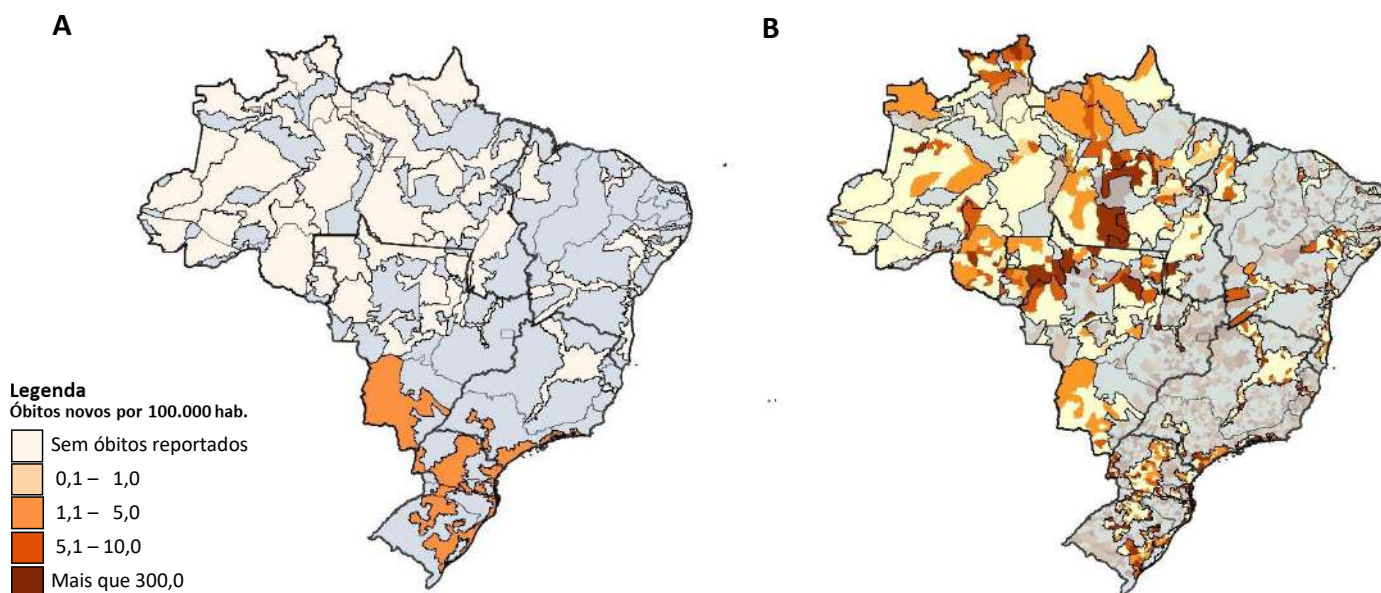 A
B
Legenda
Óbitos novos por 100.000 hab.
Sem óbitos reportados
0,1 – 1,0
1,1 – 5,0
5,1 – 10,0
Mais que 300,0